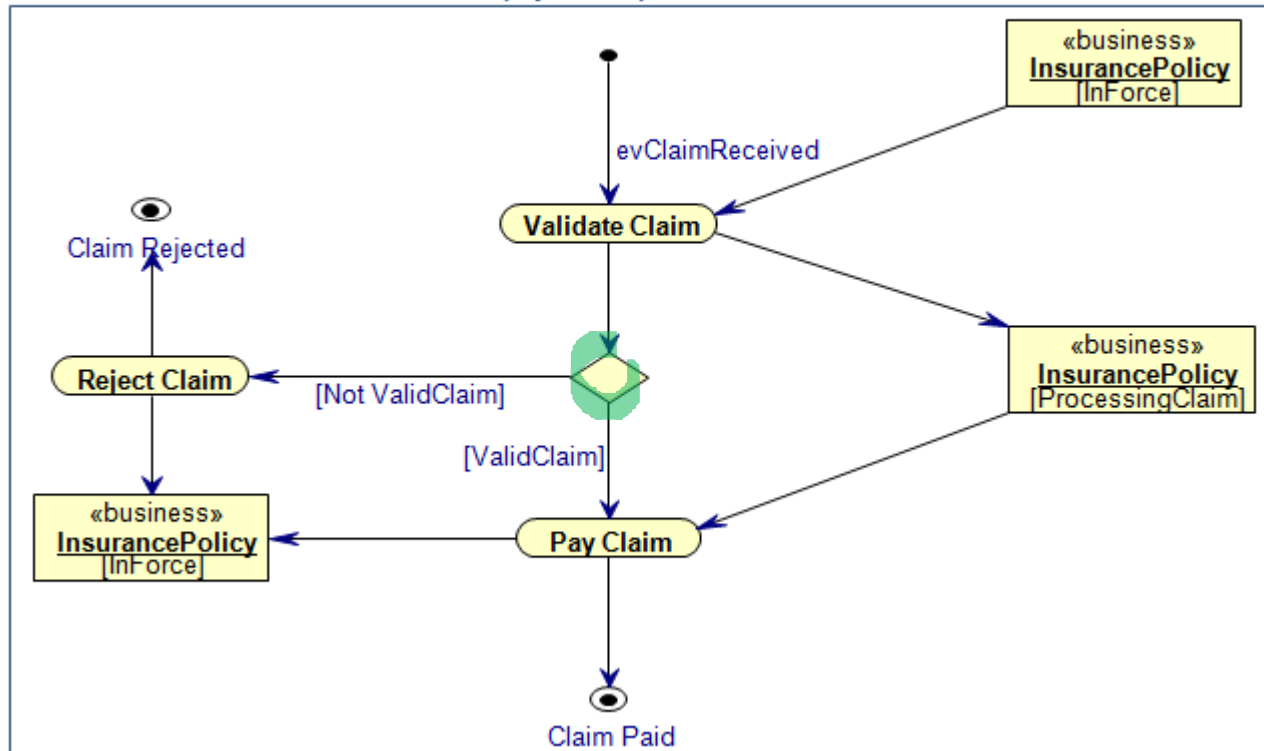 «business»
InsurancePolicy
[InForce]
evClaimReceived
Validate Claim
Claim Rejected
«business»
InsurancePolicy
[ProcessingClaim]
Reject Claim
[Not ValidClaim]
[ValidClaim]
«business»
InsurancePolicy
[InForce]
Pay Claim
Claim Paid